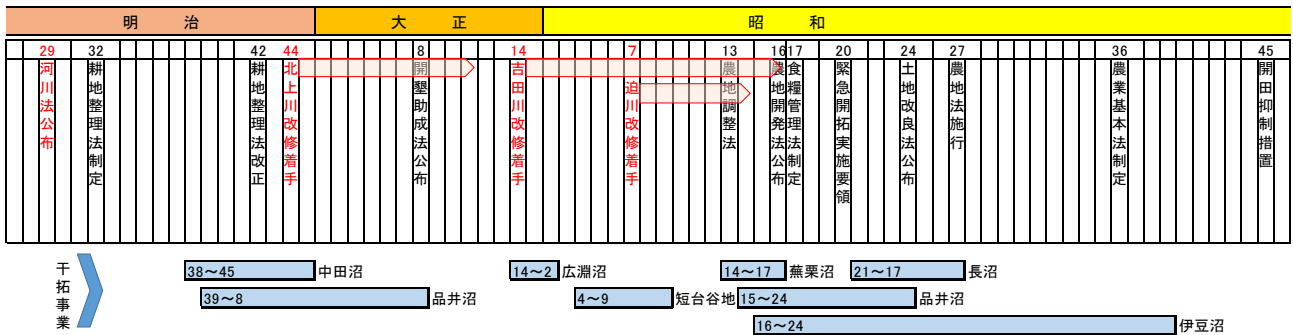 明 治
大 正
昭 和
29
32
42
44
8
14
7
13
16
17
20
24
27
36
45
河川法公布
耕地整理法制定
耕地整理法改正
北上川改修着手
開墾助成法公布
吉田川改修着手
迫川改修着手
農地調整法
農地開発法公布
食糧管理法制定
緊急開拓実施要領
土地改良法公布
農地法施行
農業基本法制定
開田抑制措置
干拓事業
38～45 中田沼
14～2 広淵沼
14～17 蕪栗沼
21～17 長沼
39～8 品井沼
4～9 短台谷地
15～24 品井沼
16～24 伊豆沼